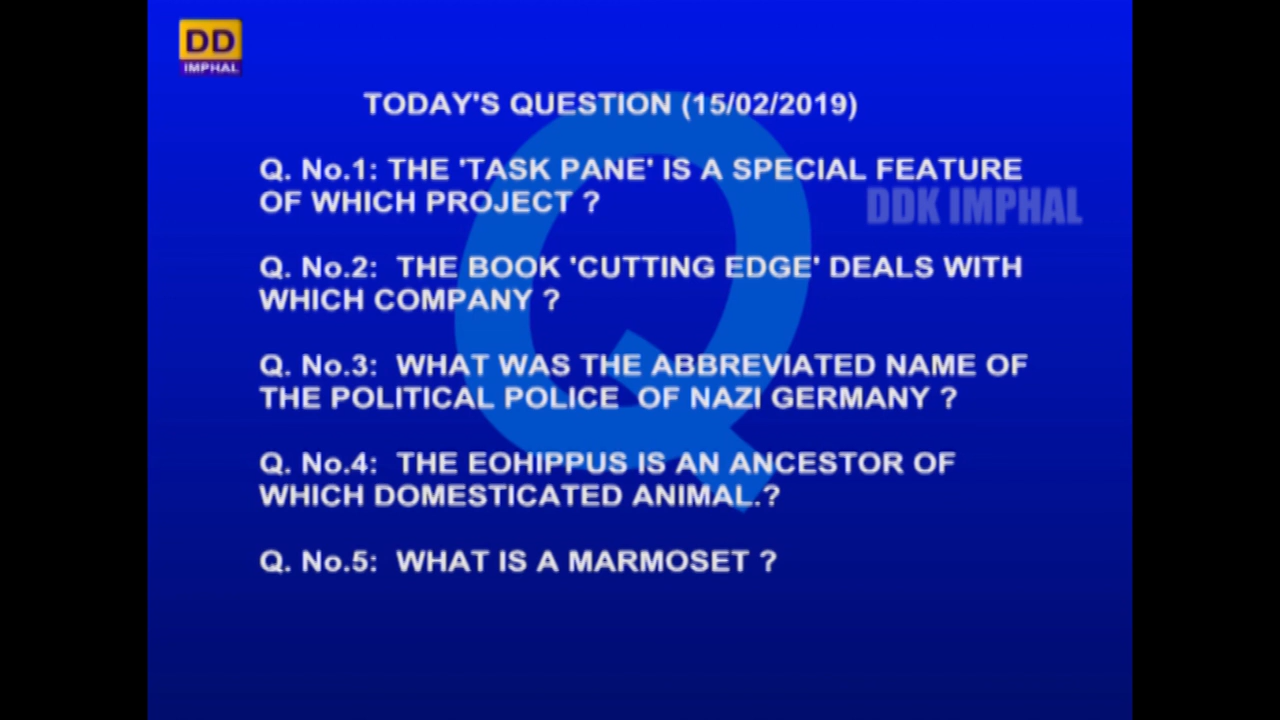 DD
IMPHAL
TODAY'S QUESTION (15/02/2019)
Q. No.1: THE 'TASK PANE' IS A SPECIAL FEATURE
OF WHICH PROJECT ?
DDK IMPHAL
Q. No.2: THE BOOK 'CUTTING EDGE' DEALS WITH
WHICH COMPANY ?
Q. No.3: WHAT WAS THE ABBREVIATED NAME OF
THE POLITICAL POLICE OF NAZI GERMANY ?
Q. No.4: THE EOHIPPUS IS AN ANCESTOR OF
WHICH DOMESTICATED ANIMAL.?
Q. No.5: WHAT IS A MARMOSET ?